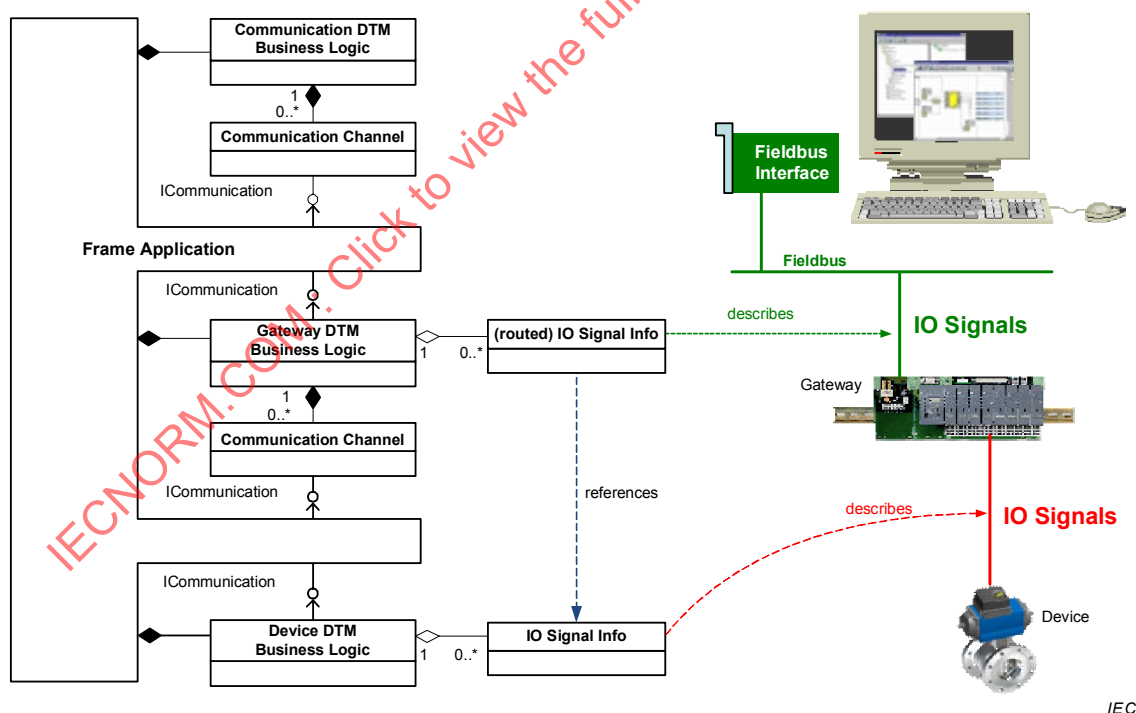 Communication DTM
Business Logic
1
0..*
Communication Channel
ICommunication
Frame Application
ICommunication
Gateway DTM
Business Logic
1
0..*
(routed) IO Signal Info
1
0..*
Communication Channel
ICommunication
ICommunication
Device DTM
Business Logic
1
0..*
IO Signal Info
references
describes
describes
Fieldbus
Interface
Fieldbus
IO Signals
Gateway
IO Signals
Device
IEC
IECNORM.COM: Click to view the full